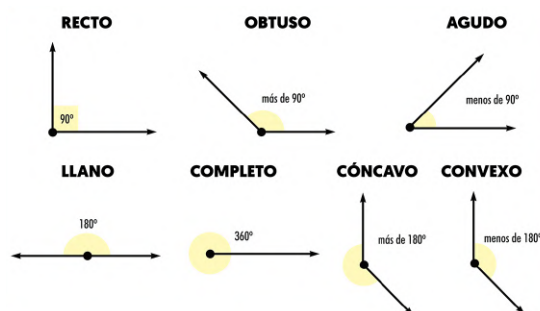 RECTO OBTUSO AGUDO
90º más de 90º menos de 90º
LLANO COMPLETO CÓNCAVO CONVEXO
180º 360º más de 180º menos de 180º